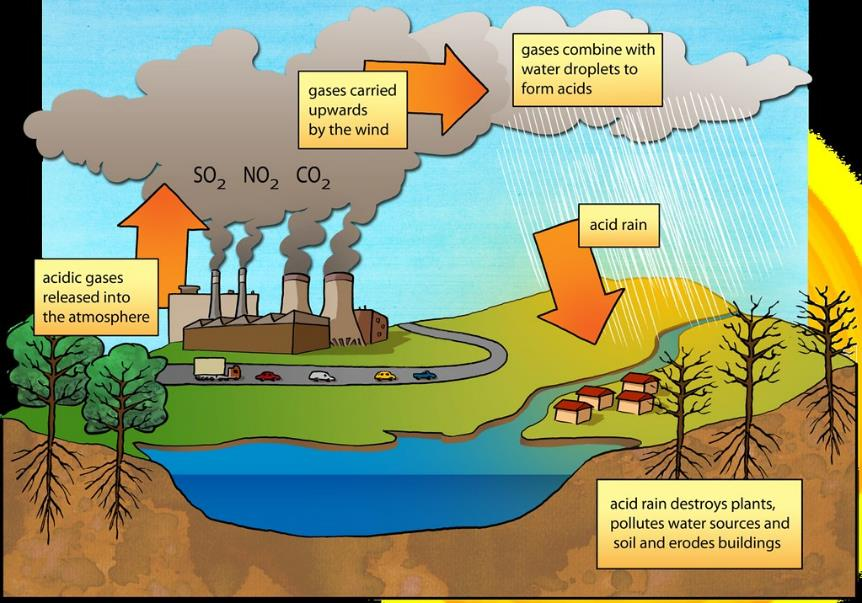 gases combine with
water droplets to
form acids
gases carried
upwards
by the wind
SO2 NO2 CO2
acid rain
acidic gases
released into
the atmosphere
acid rain destroys plants,
pollutes water sources and
soil and erodes buildings